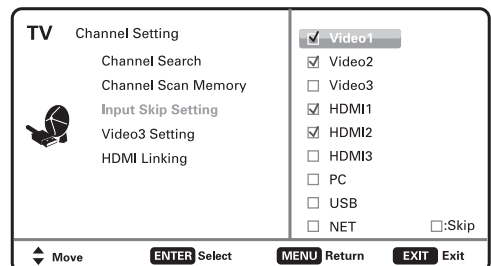 TV Channel Setting
Channel Search
Channel Scan Memory
Input Skip Setting
Video3 Setting
HDMI Linking
Video1
Video2
Video3
HDMI1
HDMI2
HDMI3
PC
USB
NET
:Skip
Move ENTER Select MENU Return EXIT Exit